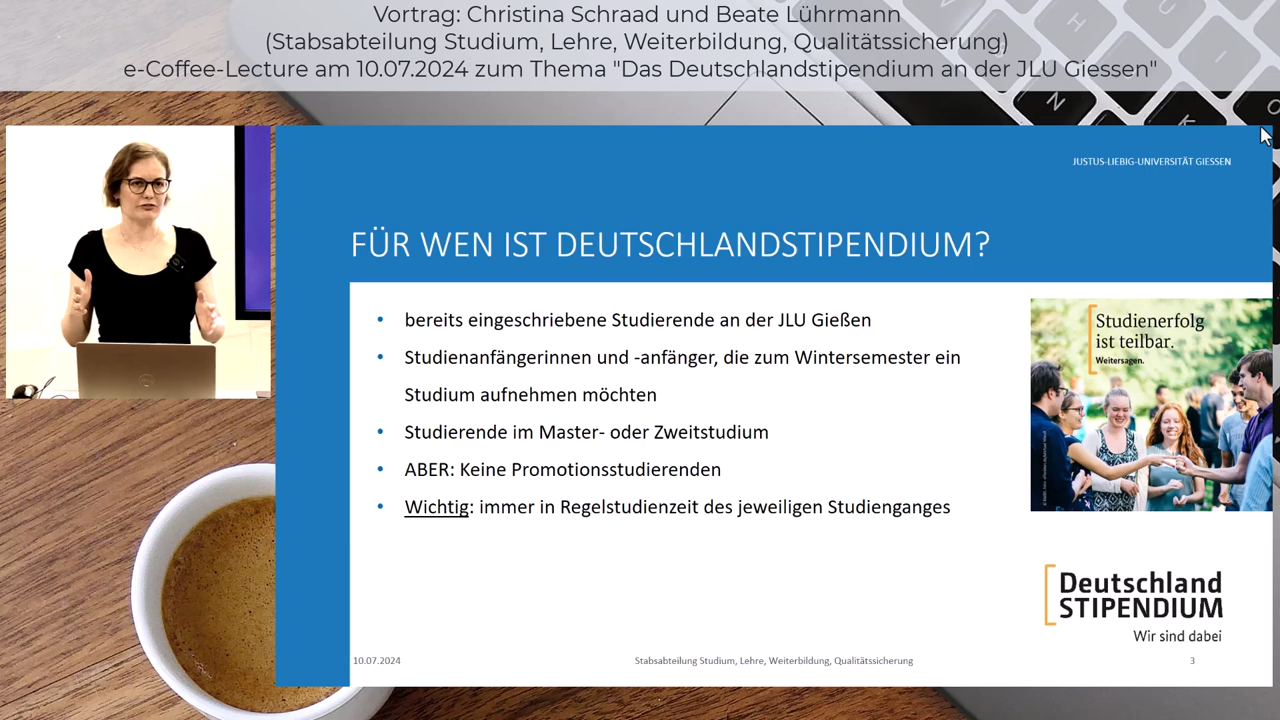 Vortrag: Christina Schraad und Beate Lührmann
(Stabsabteilung Studium, Lehre, Weiterbildung, Qualitätssicherung)
e-Coffee-Lecture am 10.07.2024 zum Thema "Das Deutschlandstipendium an der JLU Giessen"
JUSTUS-LIEBIG-UNIVERSITÄT GIESSEN
FÜR WEN IST DEUTSCHLANDSTIPENDIUM?
• bereits eingeschriebene Studierende an der JLU Gießen
• Studienanfängerinnen und -anfänger, die zum Wintersemester ein
Studium aufnehmen möchten
• Studierende im Master- oder Zweitstudium
• ABER: Keine Promotionsstudierenden
• Wichtig: immer in Regelstudienzeit des jeweiligen Studienganges
Studienerfolg
ist teilbar.
Weitersagen.
Deutschland
STIPENDIUM
Wir sind dabei
10.07.2024
Stabsabteilung Studium, Lehre, Weiterbildung, Qualitätssicherung
3